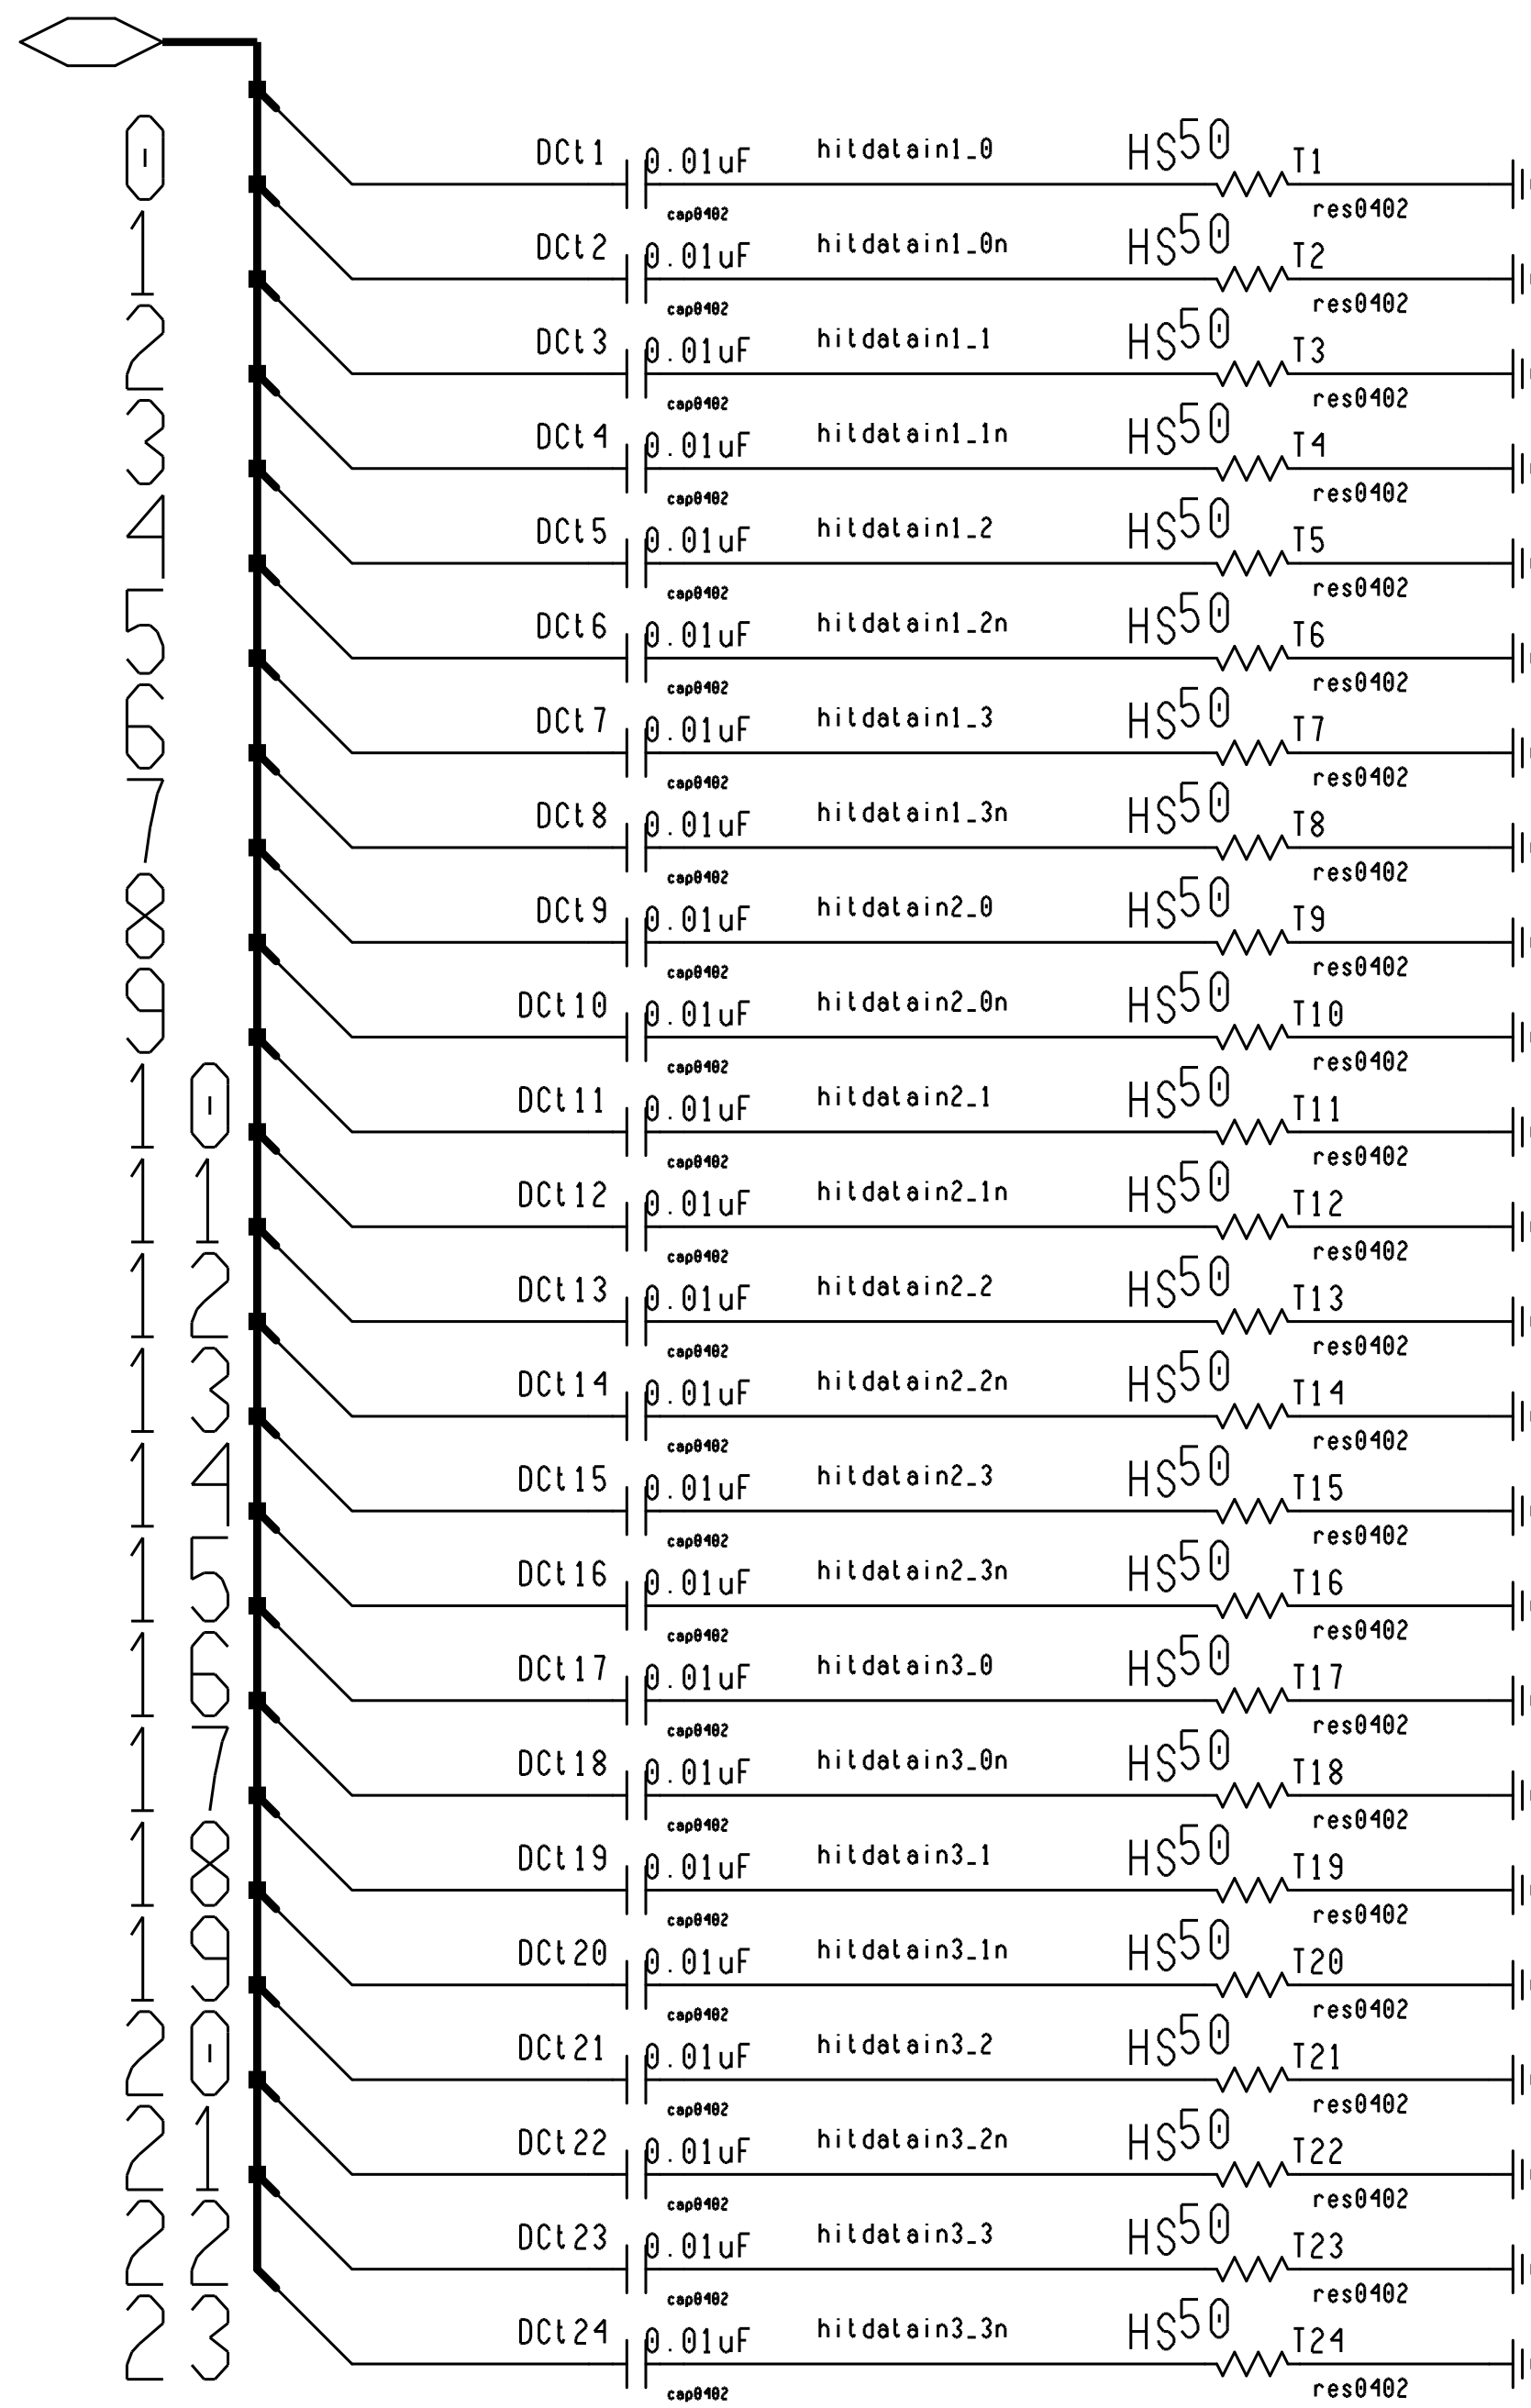 0 DCt1 0.01uF hitdatain1_0 HS50 T1
cap0402 res0402
1 DCt2 0.01uF hitdatain1_0n HS50 T2
cap0402 res0402
2 DCt3 0.01uF hitdatain1_1 HS50 T3
cap0402 res0402
3 DCt4 0.01uF hitdatain1_1n HS50 T4
cap0402 res0402
4 DCt5 0.01uF hitdatain1_2 HS50 T5
cap0402 res0402
5 DCt6 0.01uF hitdatain1_2n HS50 T6
cap0402 res0402
6 DCt7 0.01uF hitdatain1_3 HS50 T7
cap0402 res0402
7 DCt8 0.01uF hitdatain1_3n HS50 T8
cap0402 res0402
8 DCt9 0.01uF hitdatain2_0 HS50 T9
cap0402 res0402
9 DCt10 0.01uF hitdatain2_0n HS50 T10
cap0402 res0402
10 DCt11 0.01uF hitdatain2_1 HS50 T11
cap0402 res0402
11 DCt12 0.01uF hitdatain2_1n HS50 T12
cap0402 res0402
12 DCt13 0.01uF hitdatain2_2 HS50 T13
cap0402 res0402
13 DCt14 0.01uF hitdatain2_2n HS50 T14
cap0402 res0402
14 DCt15 0.01uF hitdatain2_3 HS50 T15
cap0402 res0402
15 DCt16 0.01uF hitdatain2_3n HS50 T16
cap0402 res0402
16 DCt17 0.01uF hitdatain3_0 HS50 T17
cap0402 res0402
17 DCt18 0.01uF hitdatain3_0n HS50 T18
cap0402 res0402
18 DCt19 0.01uF hitdatain3_1 HS50 T19
cap0402 res0402
19 DCt20 0.01uF hitdatain3_1n HS50 T20
cap0402 res0402
20 DCt21 0.01uF hitdatain3_2 HS50 T21
cap0402 res0402
21 DCt22 0.01uF hitdatain3_2n HS50 T22
cap0402 res0402
22 DCt23 0.01uF hitdatain3_3 HS50 T23
cap0402 res0402
23 DCt24 0.01uF hitdatain3_3n HS50 T24
cap0402 res0402